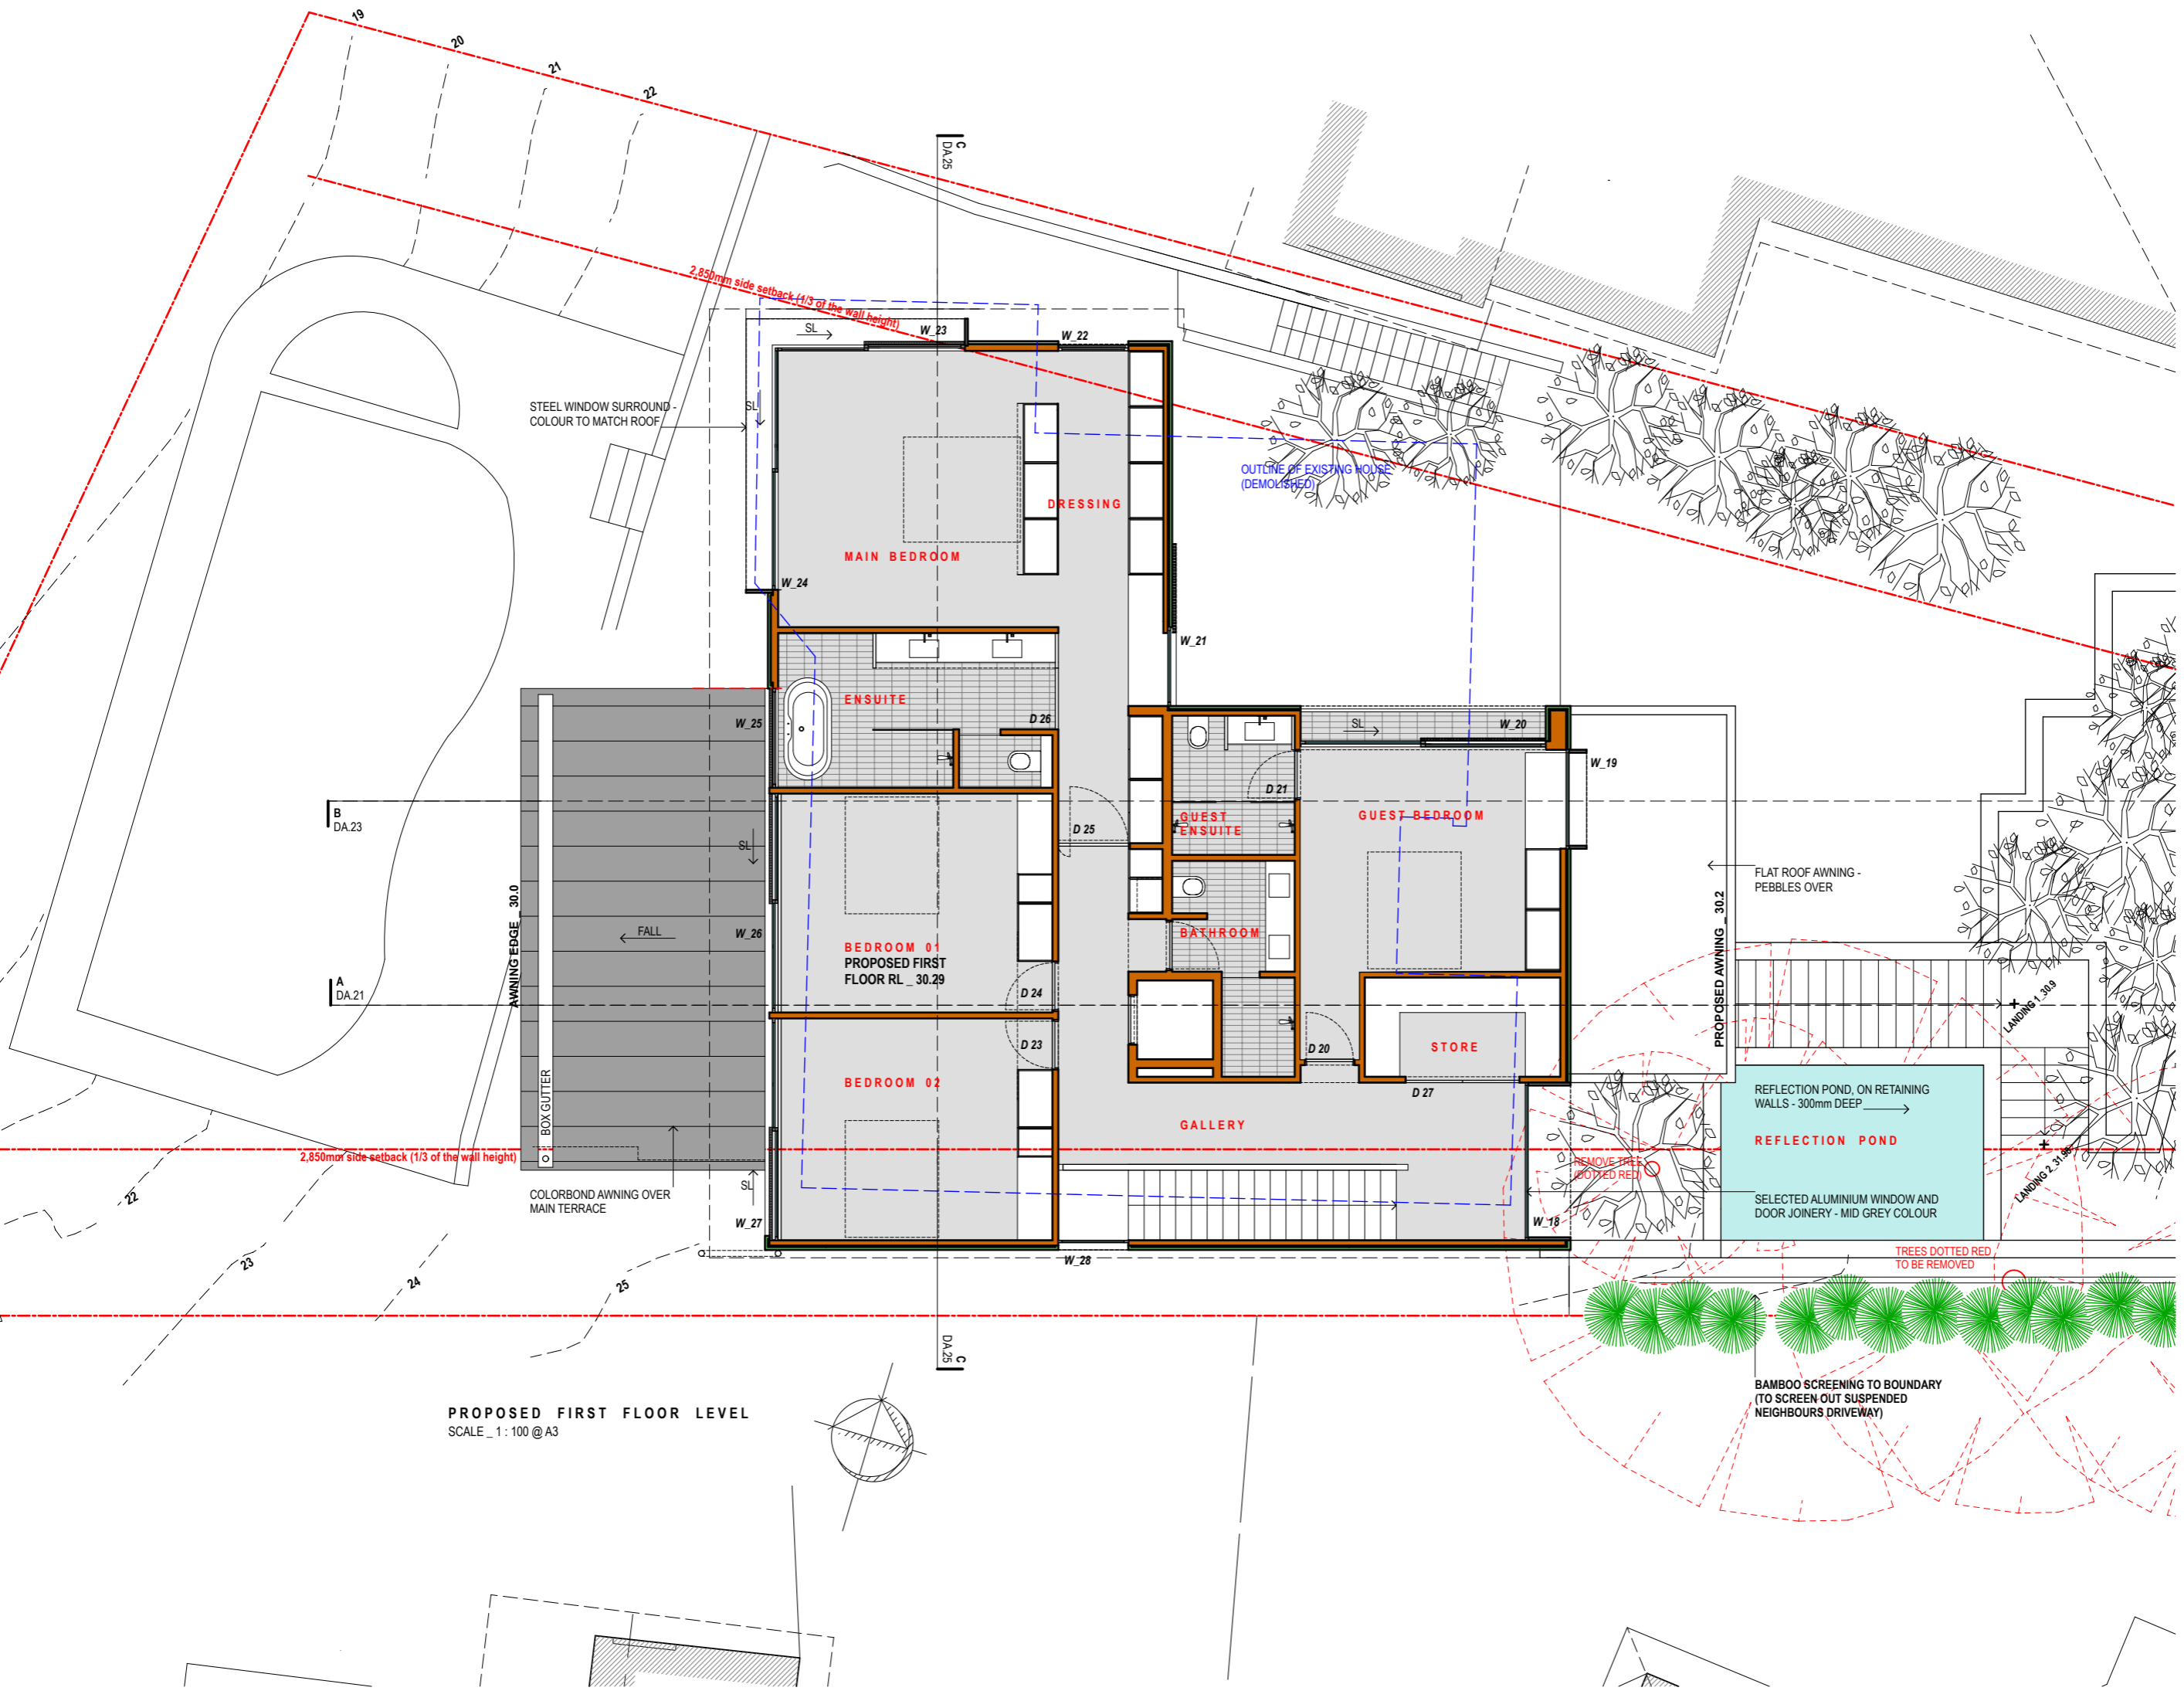 19
20
21
22
C
DA.25
2,850mm side setback (1/3 of the wall height)
SL
W_23
W_22
STEEL WINDOW SURROUND -
COLOUR TO MATCH ROOF
SL
OUTLINE OF EXISTING HOUSE
(DEMOLISHED)
DRESSING
MAIN BEDROOM
W_24
W_21
ENSUITE
D 26
W_25
SL
W_20
W_19
D 21
B
DA.23
GUEST
ENSUITE
GUEST BEDROOM
D 25
SL
FLAT ROOF AWNING -
PEBBLES OVER
AWNING EDGE _ 30.0
FALL
W_26
BEDROOM 01
PROPOSED FIRST
FLOOR RL _ 30.29
BATHROOM
PROPOSED AWNING _ 30.2
A
DA.21
D 24
LANDING 1_30.9
D 23
D 20
STORE
BEDROOM 02
D 27
BOX GUTTER
REFLECTION POND, ON RETAINING
WALLS - 300mm DEEP
GALLERY
REFLECTION POND
2,850mm side setback (1/3 of the wall height)
REMOVE TREE
(DOTTED RED)
SL
COLORBOND AWNING OVER
MAIN TERRACE
SELECTED ALUMINIUM WINDOW AND
DOOR JOINERY - MID GREY COLOUR
22
W_27
W_18
W_28
TREES DOTTED RED
TO BE REMOVED
23
24
25
C
DA.25
BAMBOO SCREENING TO BOUNDARY
(TO SCREEN OUT SUSPENDED
NEIGHBOURS DRIVEWAY)
PROPOSED FIRST FLOOR LEVEL
SCALE _ 1 : 100 @ A3